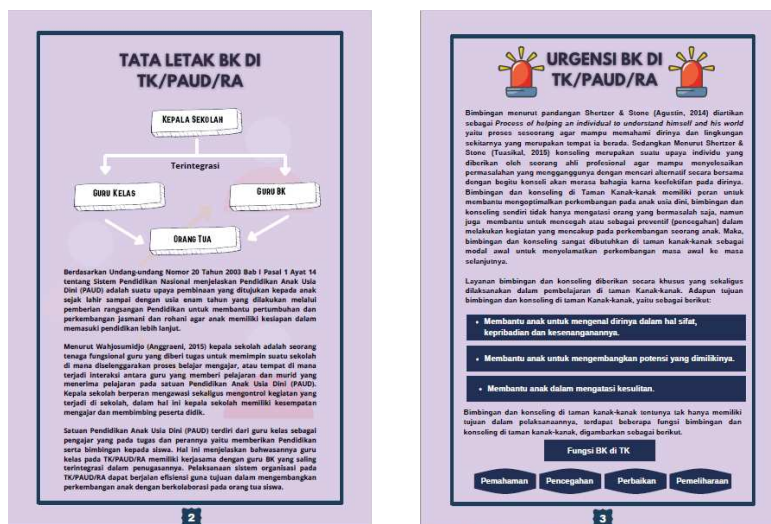 TATA LETAK BK DI
TK/PAUD/RA
KEPALA SEKOLAH
Terintegrasi
GURU KELAS
GURU BK
ORANG TUA
Berdasarkan Undang-undang Nomor 20 Tahun 2003 Bab I Pasal 1 Ayat 14
tentang Sistem Pendidikan Nasional menjelaskan Pendidikan Anak Usia
Dini (PAUD) adalah suatu upaya pembinaan yang ditujukan kepada anak
sejak lahir sampai dengan usia enam tahun yang dilakukan melalui
pemberian rangsangan Pendidikan untuk membantu pertumbuhan dan
perkembangan jasmani dan rohani agar anak memiliki kesiapan dalam
memasuki pendidikan lebih lanjut.
Menurut Wahjosumidjo (Anggraeni, 2015) kepala sekolah adalah seorang
tenaga fungsional guru yang diberi tugas untuk memimpin suatu sekolah
di mana diselenggarakan proses belajar mengajar, atau tempat di mana
terjadi interaksi antara guru yang memberi pelajaran dan murid yang
menerima pelajaran pada satuan Pendidikan Anak Usia Dini (PAUD).
Kepala sekolah berperan mengawasi sekaligus mengontrol kegiatan yang
terjadi di sekolah, dalam hal ini kepala sekolah memiliki kesempatan
mengajar dan membimbing peserta didik.
Satuan Pendidikan Anak Usia Dini (PAUD) terdiri dari guru kelas sebagai
pengajar yang pada tugas dan perannya yaitu memberikan Pendidikan
serta bimbingan kepada siswa. Hal ini menjelaskan bahwasannya guru
kelas pada TK/PAUD/RA memiliki kerjasama dengan guru BK yang saling
terintegrasi dalam penugasannya. Pelaksanaan sistem organisasi pada
TK/PAUD/RA dapat berjalan efisiensi guna tujuan dalam mengembangkan
perkembangan anak dengan berkolaborasi pada orang tua siswa.
2
URGENSI BK DI
TK/PAUD/RA
Bimbingan menurut pandangan Shertzer & Stone (Agustin, 2014) diartikan
sebagai Process of helping an individual to understand himself and his world
yaitu proses seseorang agar mampu memahami dirinya dan lingkungan
sekitarnya yang merupakan tempat ia berada. Sedangkan Menurut Shertzer &
Stone (Tuasikal, 2015) konseling merupakan suatu upaya individu yang
diberikan oleh seorang ahli profesional agar mampu menyelesaikan
permasalahan yang mengganggunya dengan mencari alternatif secara bersama
dengan begitu konseli akan merasa bahagia karna keefektifan pada dirinya.
Bimbingan dan konseling di Taman Kanak-kanak memiliki peran untuk
membantu mengoptimalkan perkembangan pada anak usia dini, bimbingan dan
konseling sendiri tidak hanya mengatasi orang yang bermasalah saja, namun
juga membantu untuk mencegah atau sebagai preventif (pencegahan) dalam
melakukan kegiatan yang mencakup pada perkembangan seorang anak. Maka,
bimbingan dan konseling sangat dibutuhkan di taman kanak-kanak sebagai
modal awal untuk menyelamatkan perkembangan masa awal ke masa
selanjutnya.
Layanan bimbingan dan konseling diberikan secara khusus yang sekaligus
dilaksanakan dalam pembelajaran di taman Kanak-kanak. Adapun tujuan
bimbingan dan konseling di taman Kanak-kanak, yaitu sebagai berikut:
• Membantu anak untuk mengenal dirinya dalam hal sifat,
kepribadian dan kesenanganannya.
• Membantu anak untuk mengembangkan potensi yang dimilikinya.
• Membantu anak dalam mengatasi kesulitan.
Bimbingan dan konseling di taman kanak-kanak tentunya tak hanya memiliki
tujuan dalam pelaksanaannya, terdapat beberapa fungsi bimbingan dan
konseling di taman kanak-kanak, digambarkan sebagai berikut.
Fungsi BK di TK
Pemahaman
Pencegahan
Perbaikan
Pemeliharaan
3